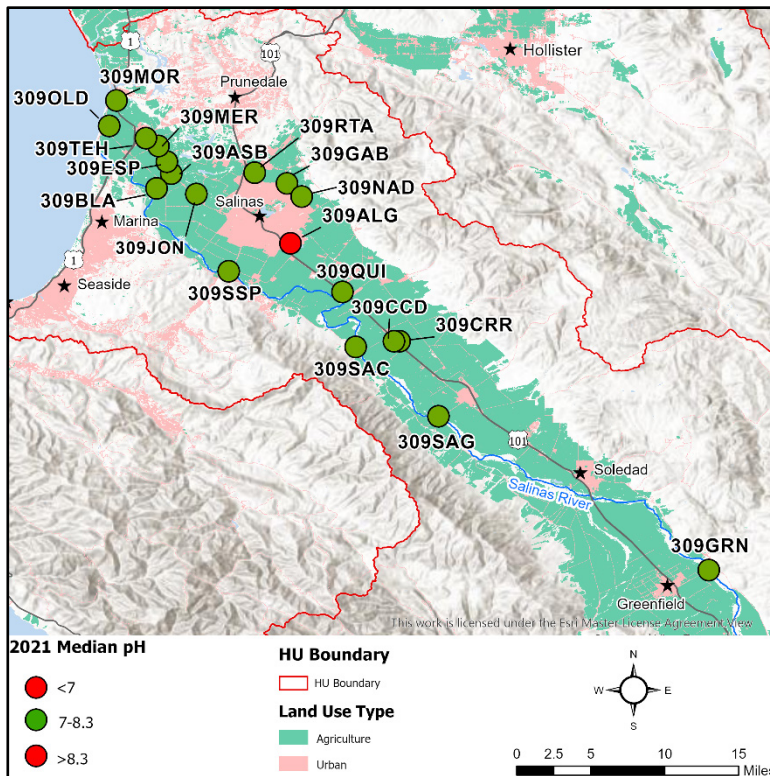 1
101
Hollister
309MOR
Prunedale
309OLD
309MER
309RTA
309TEH
309ASB
309GAB
309ESP
309NAD
309BLA
Salinas
309ALG
Marina
309JON
1
309QUI
Seaside
309SSP
309CCD
309CRR
309SAC
309SAG
101
Soledad
Salinas River
309GRN
Greenfield
This work is licensed under the Esri Master License Agreement View
2021 Median pH
<7
7-8.3
>8.3
HU Boundary
HU Boundary
Land Use Type
Agriculture
Urban
N
W E
S
0 2.5 5 10 15
Miles